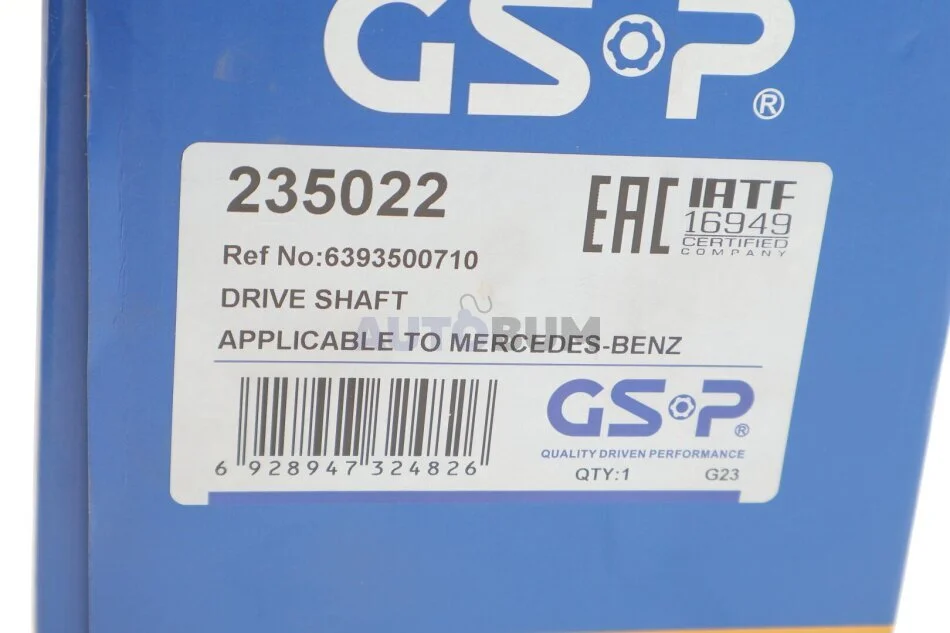 GSP®
235022
EAC
IATF
16949
CERTIFIED
COMPANY
Ref No:6393500710
DRIVE SHAFT
AUTOBUM
APPLICABLE TO MERCEDES-BENZ
GSP®
6 928947 324826
QUALITY DRIVEN PERFORMANCE
QTY:1 G23